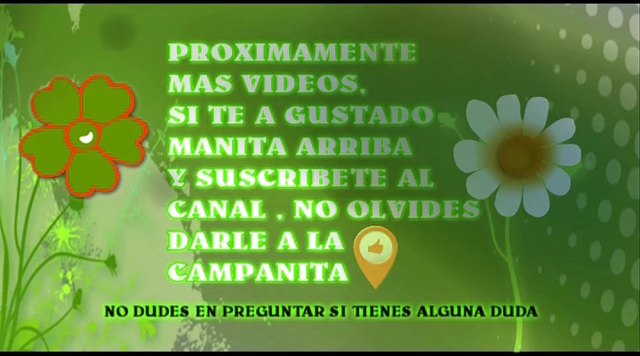 PROXIMAMENTE
MAS VIDEOS.
SI TE A GUSTADO
MANITA ARRIBA
Y SUSCRIBETE AL
CANAL , NO OLVIDES
DARLE A LA
CAMPANITA
NO DUDES EN PREGUNTAR SI TIENES ALGUNA DUDA